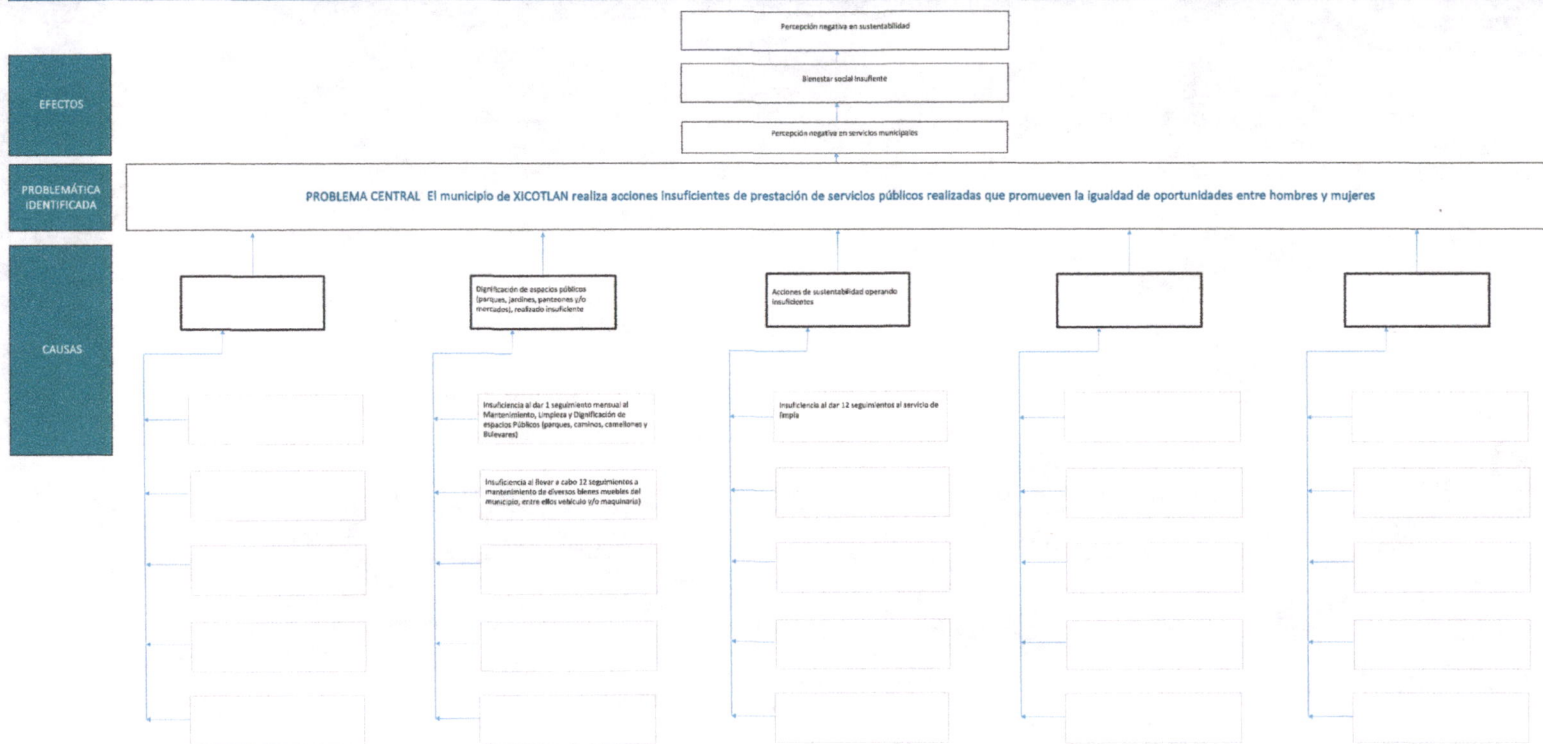 Percepción negativa en sustentabilidad
Bienestar social Insufiente
Percepción negativa en servicios municipales
EFECTOS
PROBLEMÁTICA
IDENTIFICADA
PROBLEMA CENTRAL El municipio de XICOTLAN realiza acciones insuficientes de prestación de servicios públicos realizadas que promueven la igualdad de oportunidades entre hombres y mujeres
CAUSAS
Dignificación de espacios públicos
(parques, jardines, panteones y/o
mercados), realizado insuficiente
Acciones de sustentabilidad operando
insuficientes
Insuficiencia al dar 1 seguimiento mensual al
Mantenimiento, Limpieza y Dignificación de
espacios Públicos (parques, caminos, camellones y
Bulevares)
Insuficiencia al dar 12 seguimientos al servicio de
limpia
Insuficiencia al llevar a cabo 12 seguimientos a
mantenimiento de diversos bienes muebles del
municipio, entre ellos vehículo y/o maquinaria)